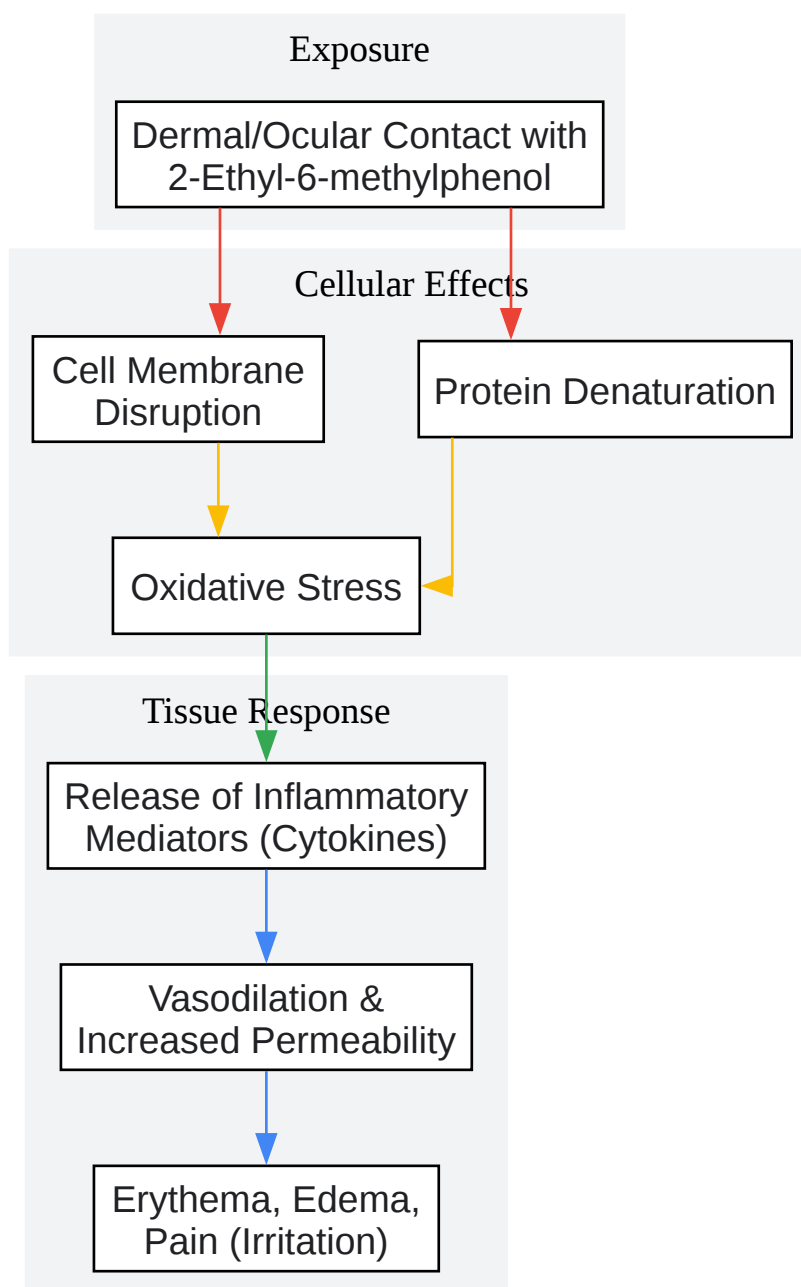 Exposure
Dermal/Ocular Contact with
2-Ethyl-6-methylphenol
Cellular Effects
Cell Membrane
Disruption
Protein Denaturation
Oxidative Stress
Tissue Response
Release of Inflammatory
Mediators (Cytokines)
Vasodilation &
Increased Permeability
Erythema, Edema,
Pain (Irritation)